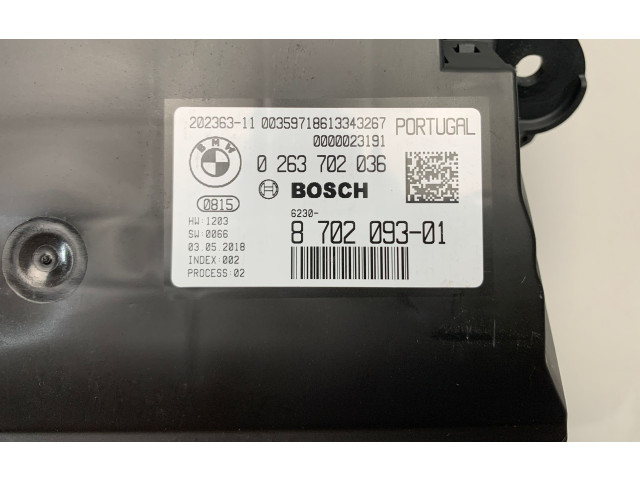 202363-11 00359718613343267 PORTUGAL
0000023191
BMW
0 263 702 036
BOSCH
0815
6230-
8 702 093-01
HW:1203
SW:0066
03.05.2018
INDEX:002
PROCESS:02